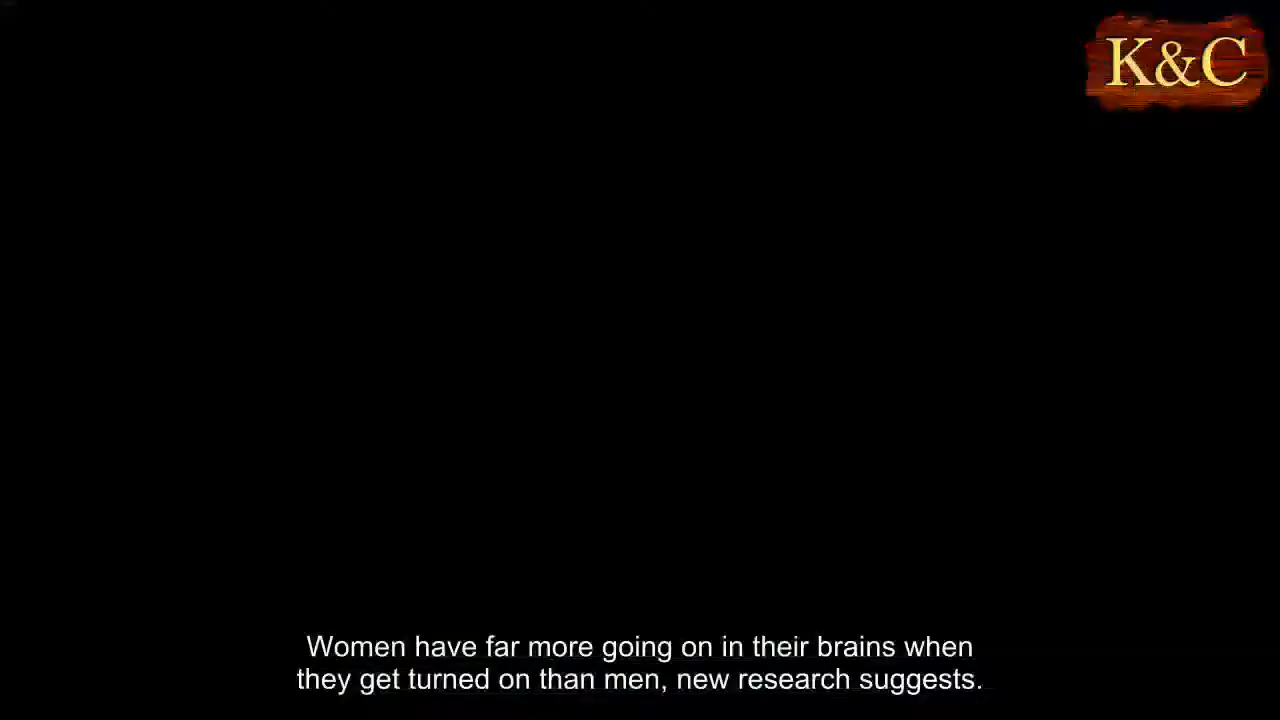 K&C
Women have far more going on in their brains when
they get turned on than men, new research suggests.